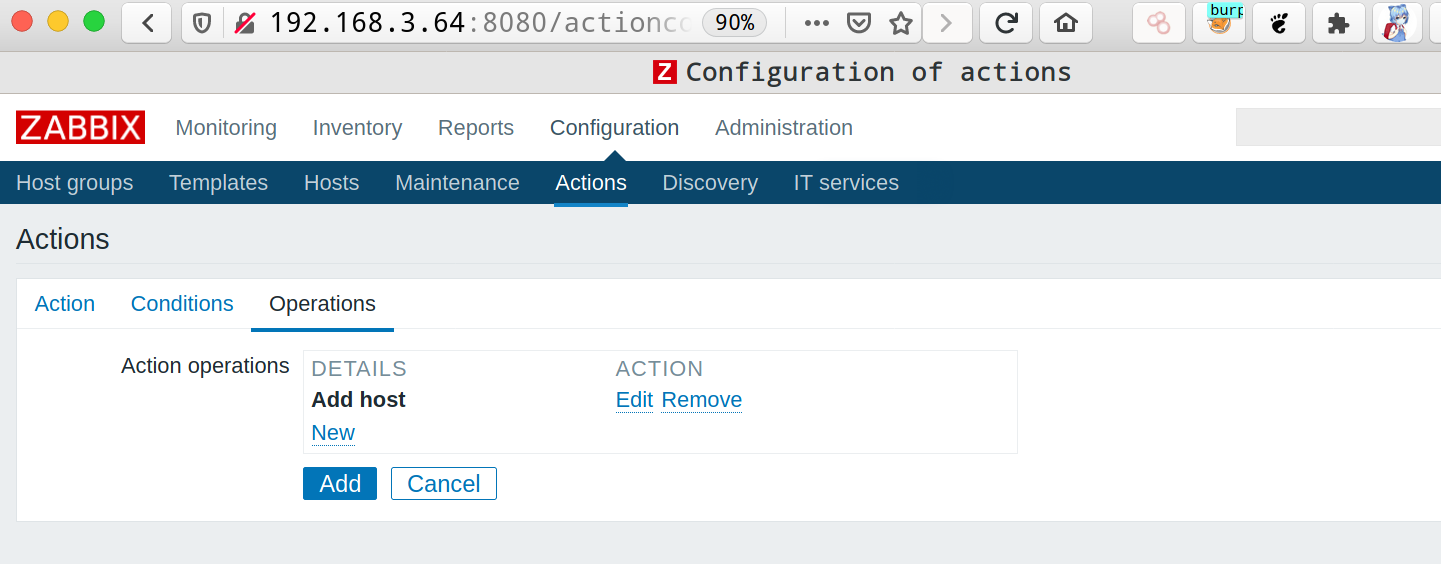 192.168.3.64:8080/actionco 90%
burp
Z Configuration of actions
ZABBIX Monitoring Inventory Reports Configuration Administration
Host groups Templates Hosts Maintenance Actions Discovery IT services
Actions
Action Conditions Operations
Action operations DETAILS ACTION
Add host Edit Remove
New
Add Cancel